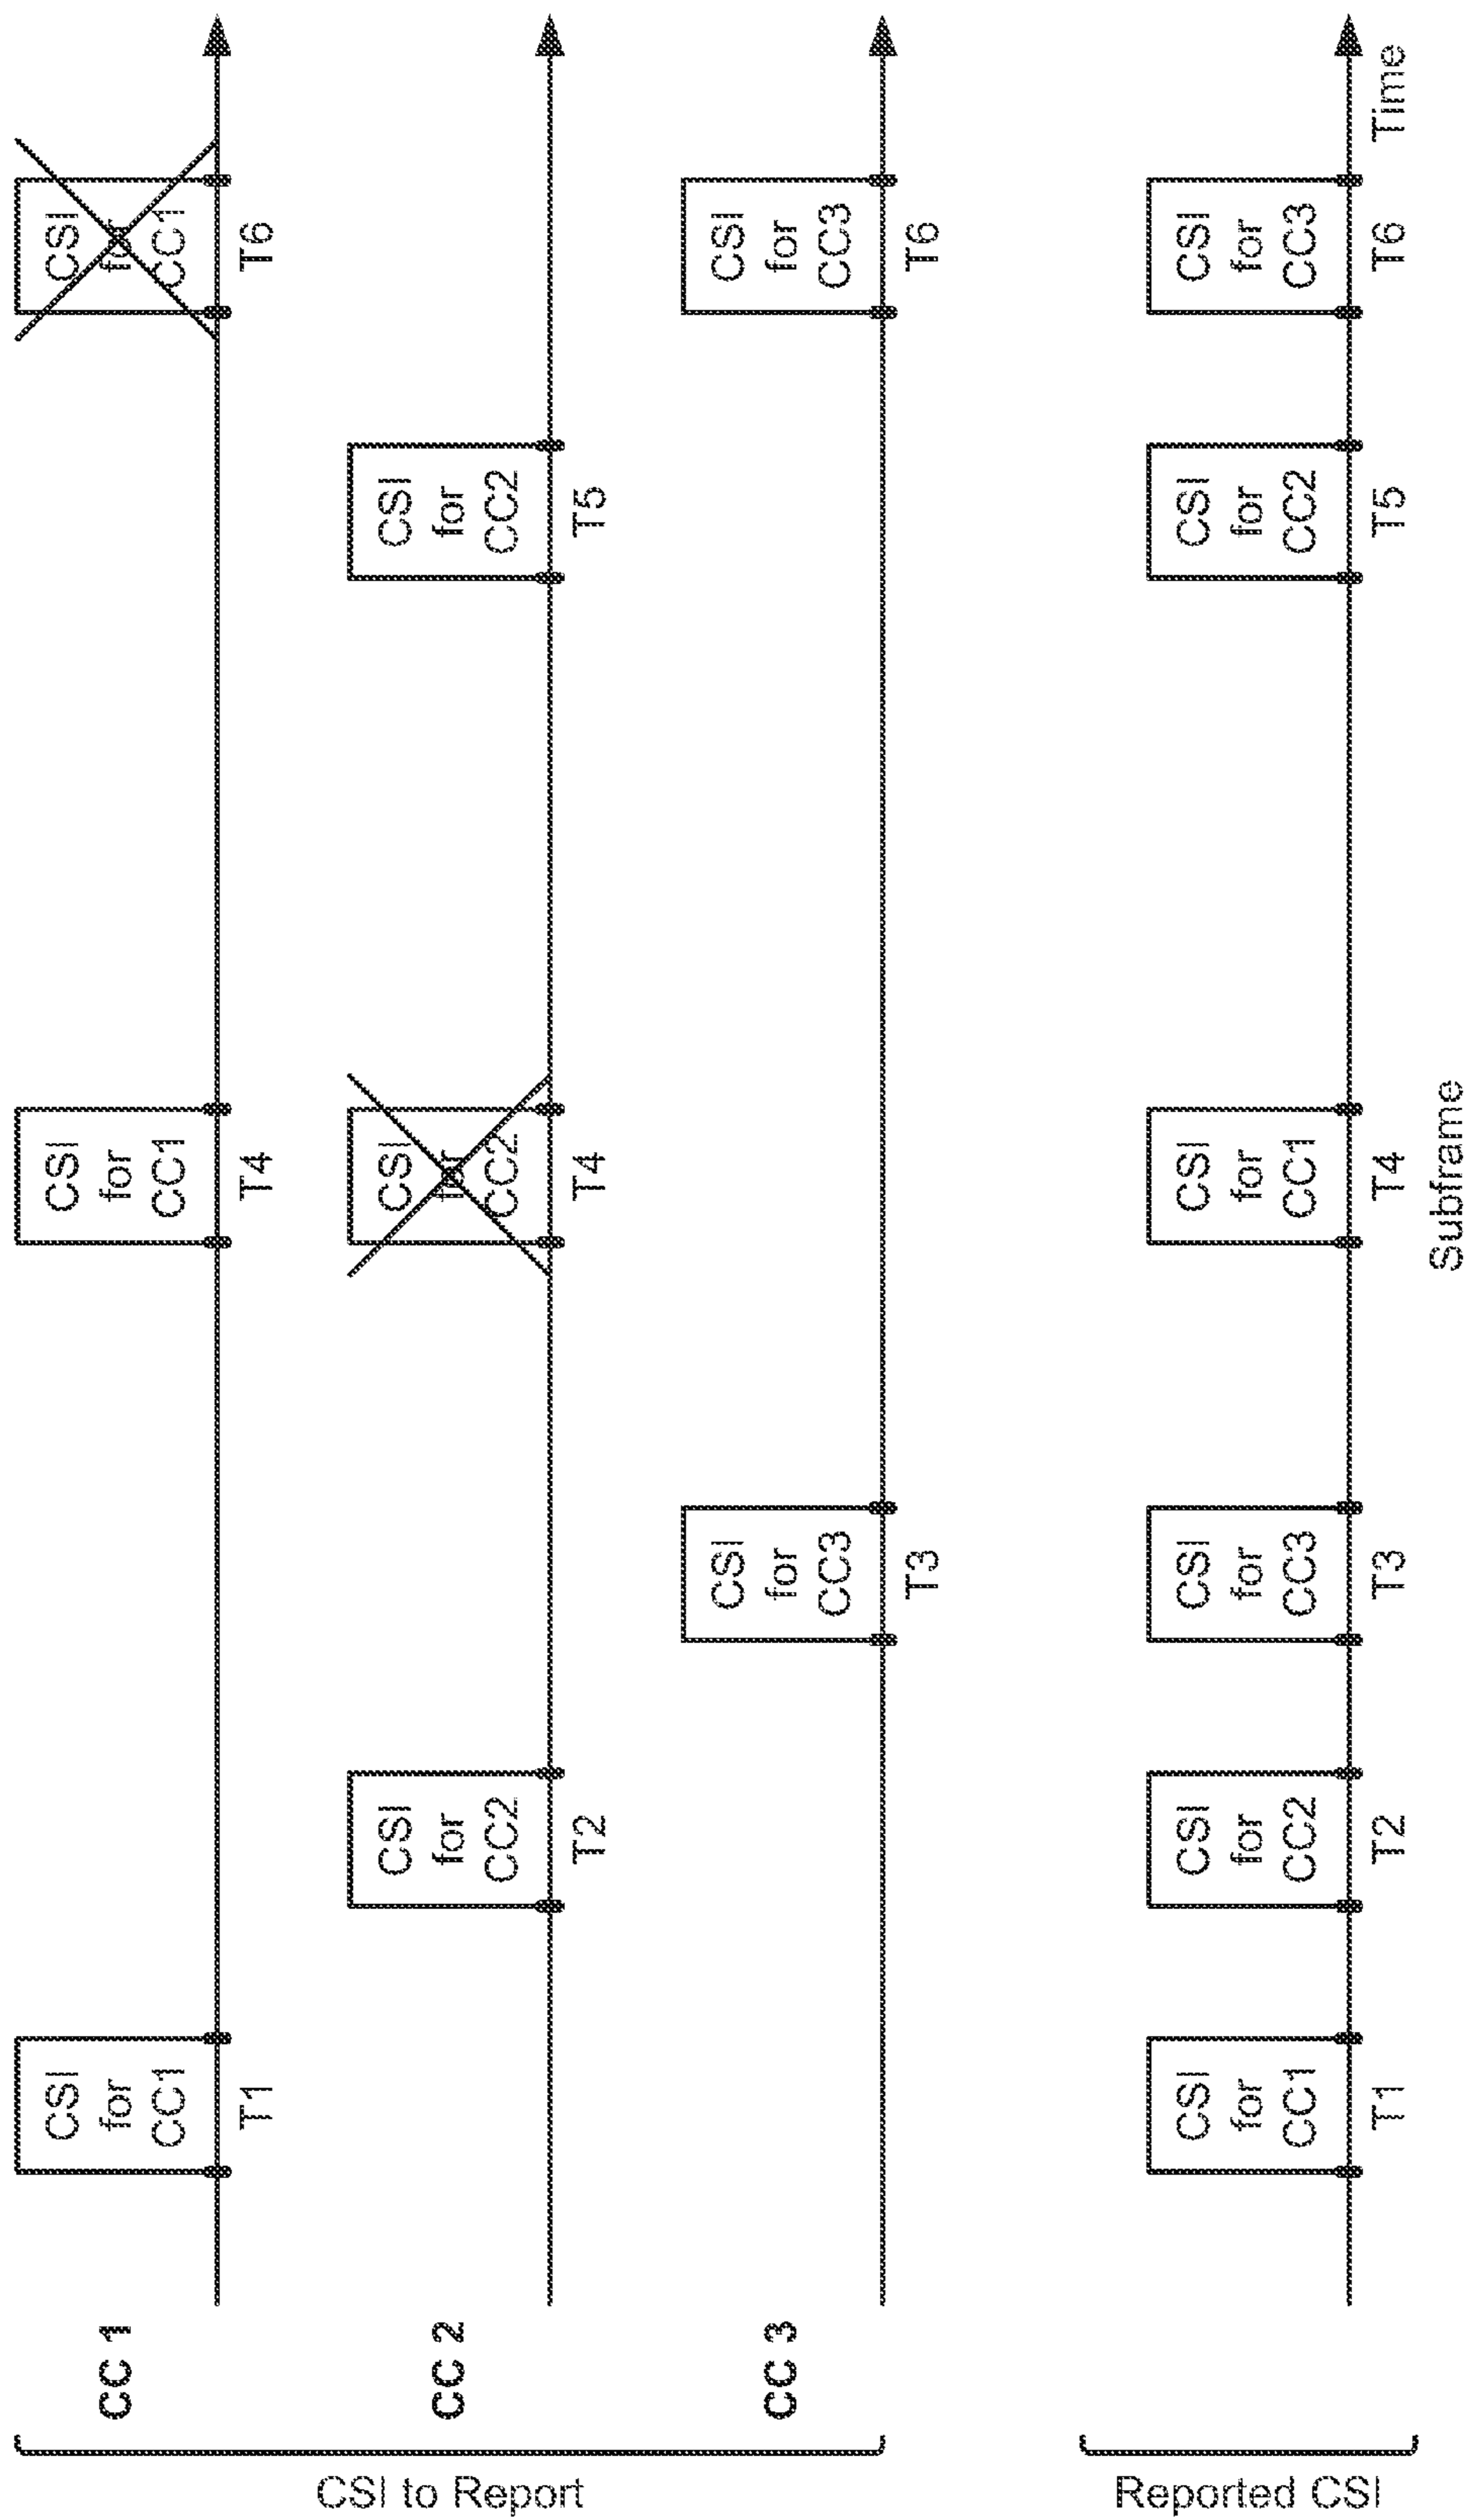 CSI to Report
CC 1
CSI
for
CC1
T1
CSI
for
CC1
T4
CSI
for
CC1
T6
CC 2
CSI
for
CC2
T2
CSI
for
CC2
T4
CSI
for
CC2
T5
CC 3
CSI
for
CC3
T3
CSI
for
CC3
T6
Reported CSI
CSI
for
CC1
T1
CSI
for
CC2
T2
CSI
for
CC3
T3
CSI
for
CC1
T4
CSI
for
CC2
T5
CSI
for
CC3
T6
Time
Subframe